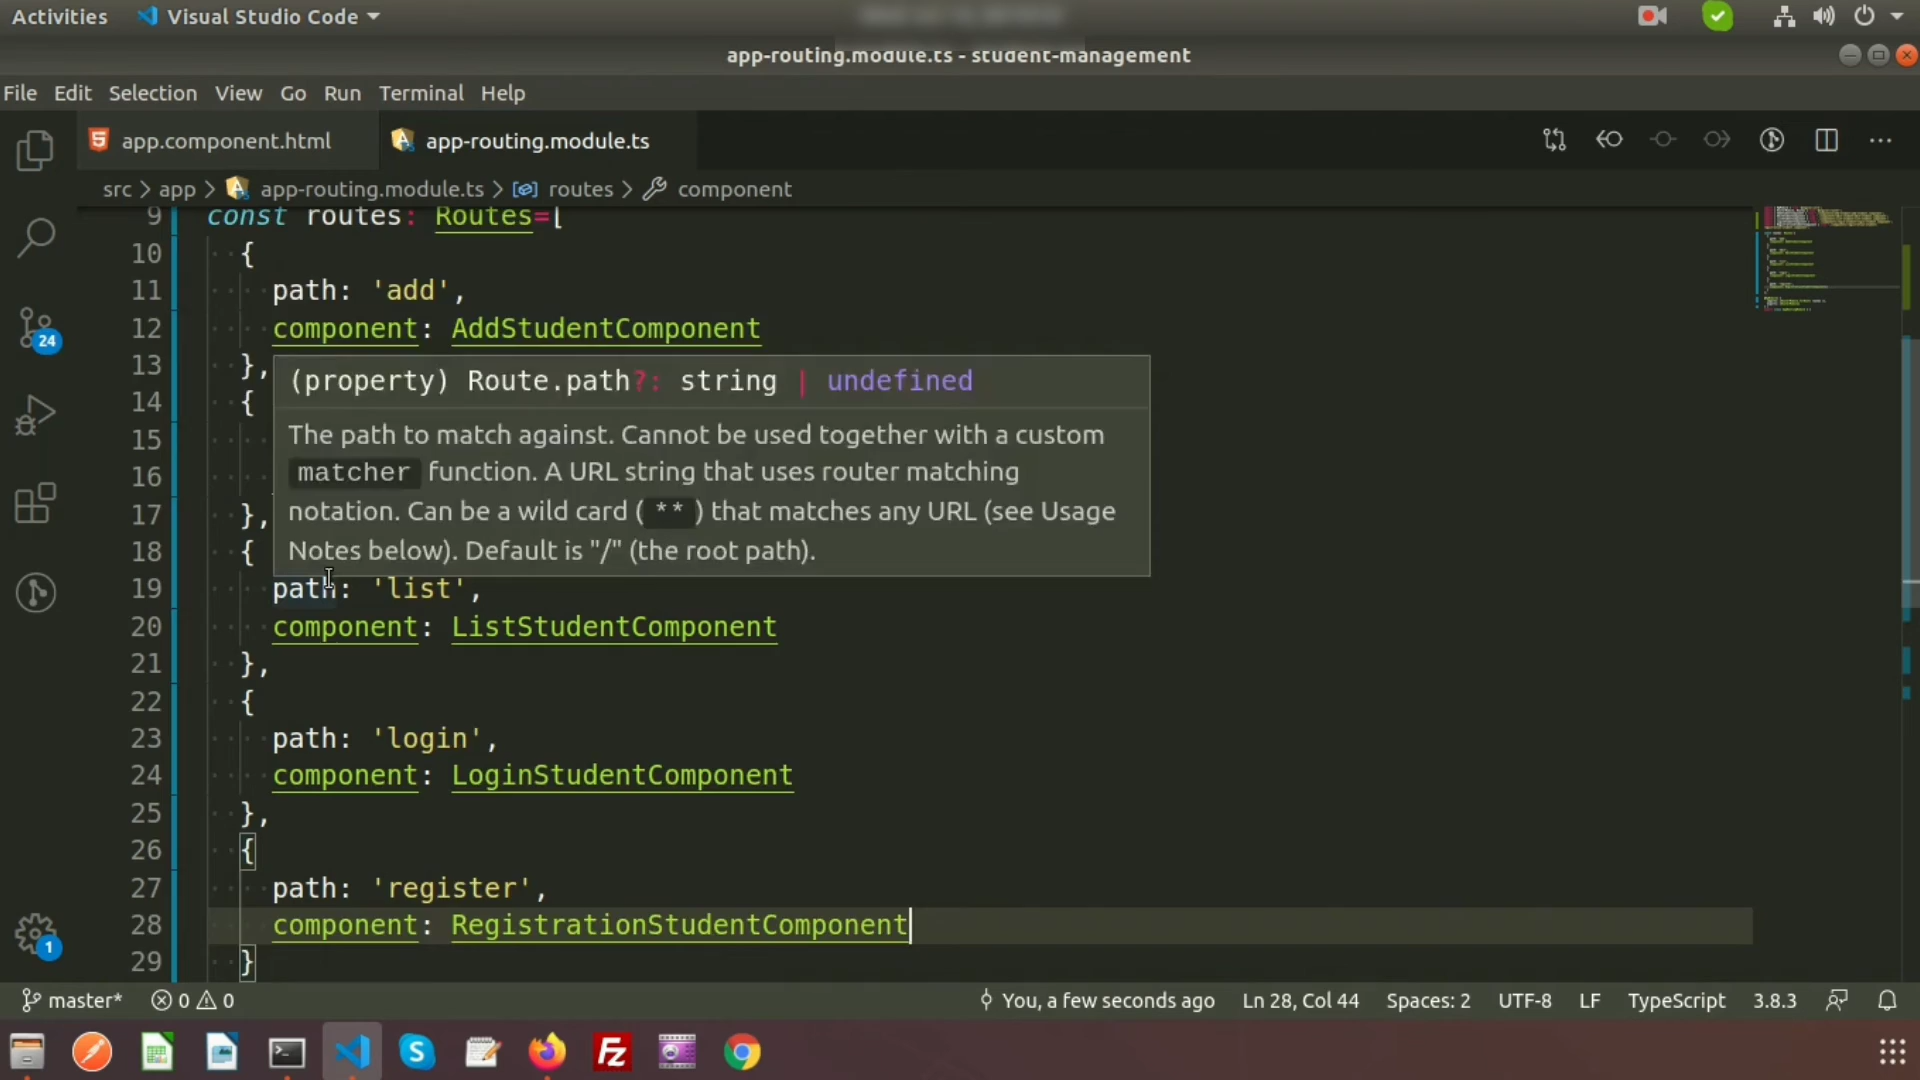 Activities Visual Studio Code
app-routing.module.ts - student-management
File Edit Selection View Go Run Terminal Help
app.component.html app-routing.module.ts
src > app > app-routing.module.ts > routes > component
9 const routes: Routes=[
10 {
11 path: 'add',
12 component: AddStudentComponent
13 },
(property) Route.path?: string | undefined
14 {
The path to match against. Cannot be used together with a custom
15
matcher function. A URL string that uses router matching
16
notation. Can be a wild card ( ** ) that matches any URL (see Usage
17 },
Notes below). Default is "/" (the root path).
18 {
19 path: 'list',
20 component: ListStudentComponent
21 },
22 {
23 path: 'login',
24 component: LoginStudentComponent
25 },
26 {
27 path: 'register',
28 component: RegistrationStudentComponent
29 }
24
1
master* 0 0 You, a few seconds ago Ln 28, Col 44 Spaces: 2 UTF-8 LF TypeScript 3.8.3